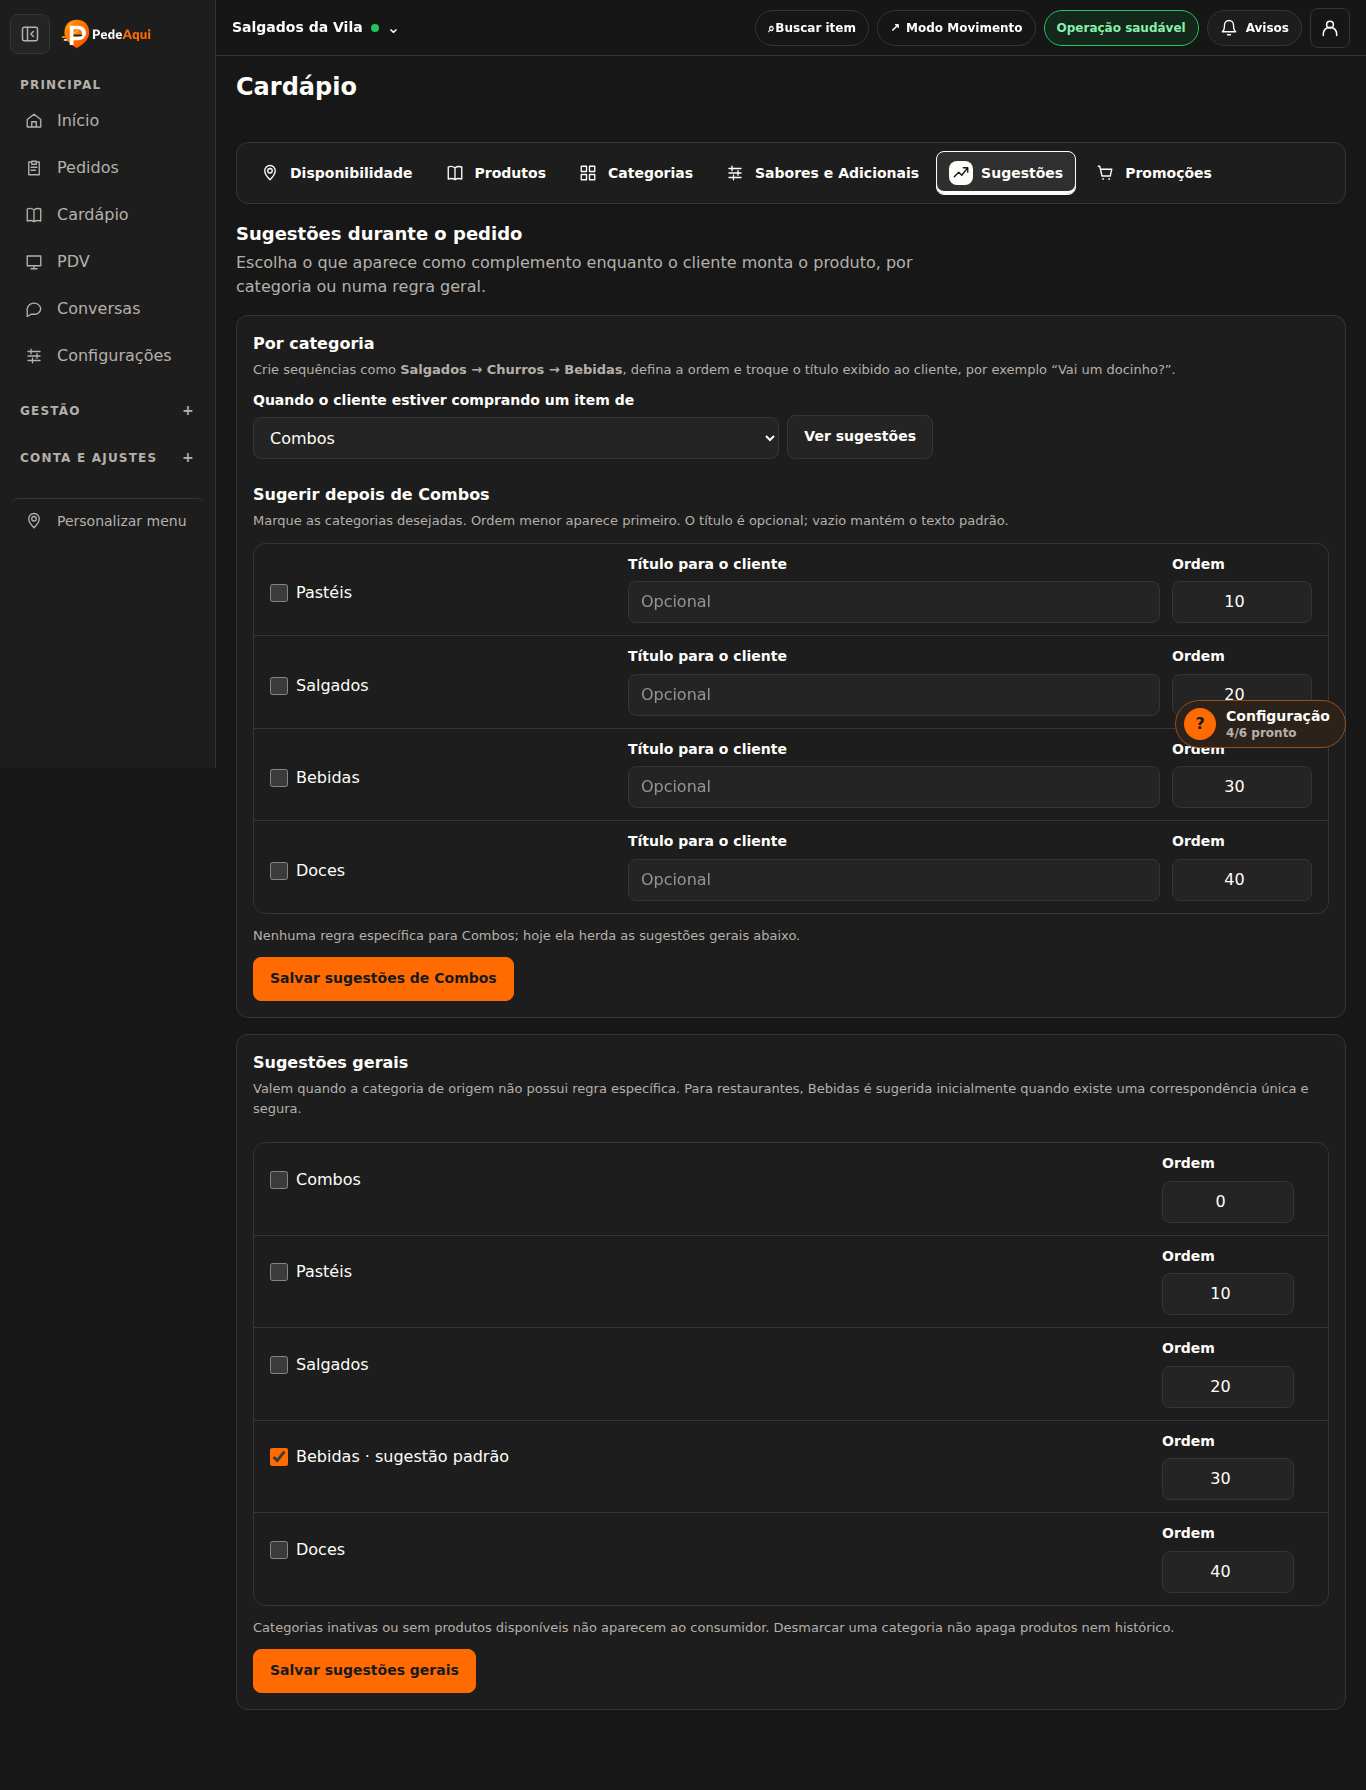 PedeAqui
PRINCIPAL
Início
Pedidos
Cardápio
PDV
Conversas
Configurações
GESTÃO +
CONTA E AJUSTES +
Personalizar menu
Salgados da Vila
Buscar item
↗ Modo Movimento
Operação saudável
Avisos
Cardápio
Disponibilidade
Produtos
Categorias
Sabores e Adicionais
Sugestões
Promoções
Sugestões durante o pedido
Escolha o que aparece como complemento enquanto o cliente monta o produto, por
categoria ou numa regra geral.
Por categoria
Crie sequências como Salgados → Churros → Bebidas, defina a ordem e troque o título exibido ao cliente, por exemplo “Vai um docinho?”.
Quando o cliente estiver comprando um item de
Combos
Ver sugestões
Sugerir depois de Combos
Marque as categorias desejadas. Ordem menor aparece primeiro. O título é opcional; vazio mantém o texto padrão.
Pastéis
Título para o cliente
Opcional
Ordem
10
Salgados
Título para o cliente
Opcional
Ordem
20
Bebidas
Título para o cliente
Opcional
Ordem
30
Doces
Título para o cliente
Opcional
Ordem
40
? Configuração
4/6 pronto
Nenhuma regra específica para Combos; hoje ela herda as sugestões gerais abaixo.
Salvar sugestões de Combos
Sugestões gerais
Valem quando a categoria de origem não possui regra específica. Para restaurantes, Bebidas é sugerida inicialmente quando existe uma correspondência única e
segura.
Combos
Ordem
0
Pastéis
Ordem
10
Salgados
Ordem
20
Bebidas · sugestão padrão
Ordem
30
Doces
Ordem
40
Categorias inativas ou sem produtos disponíveis não aparecem ao consumidor. Desmarcar uma categoria não apaga produtos nem histórico.
Salvar sugestões gerais